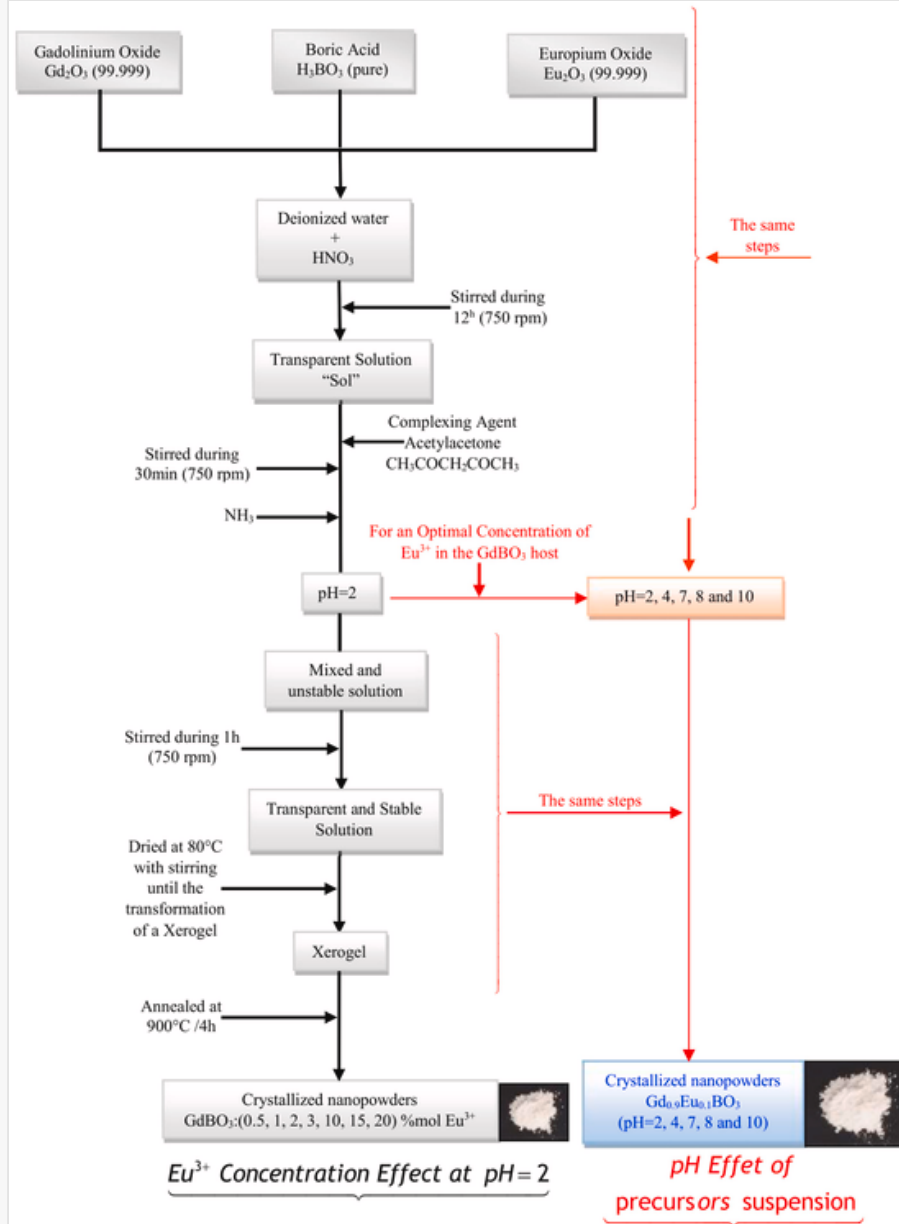 Gadolinium Oxide
Gd₂O₃ (99.999)
Boric Acid
H₃BO₃ (pure)
Europium Oxide
Eu₂O₃ (99.999)
Deionized water
+
HNO₃
The same
steps
Stirred during
12ʰ (750 rpm)
Transparent Solution
“Sol”
Complexing Agent
Acetylacetone
CH₃COCH₂COCH₃
Stirred during
30min (750 rpm)
NH₃
For an Optimal Concentration of
Eu³⁺ in the GdBO₃ host
pH=2
pH=2, 4, 7, 8 and 10
Mixed and
unstable solution
Stirred during 1h
(750 rpm)
Transparent and Stable
Solution
The same steps
Dried at 80°C
with stirring
until the
transformation
of a Xerogel
Xerogel
Annealed at
900°C /4h
Crystallized nanopowders
GdBO₃:(0.5, 1, 2, 3, 10, 15, 20) %mol Eu³⁺
Crystallized nanopowders
Gd₀.₉Eu₀.₁BO₃
(pH=2, 4, 7, 8 and 10)
Eu³⁺ Concentration Effect at pH = 2
pH Effet of
precursors suspension